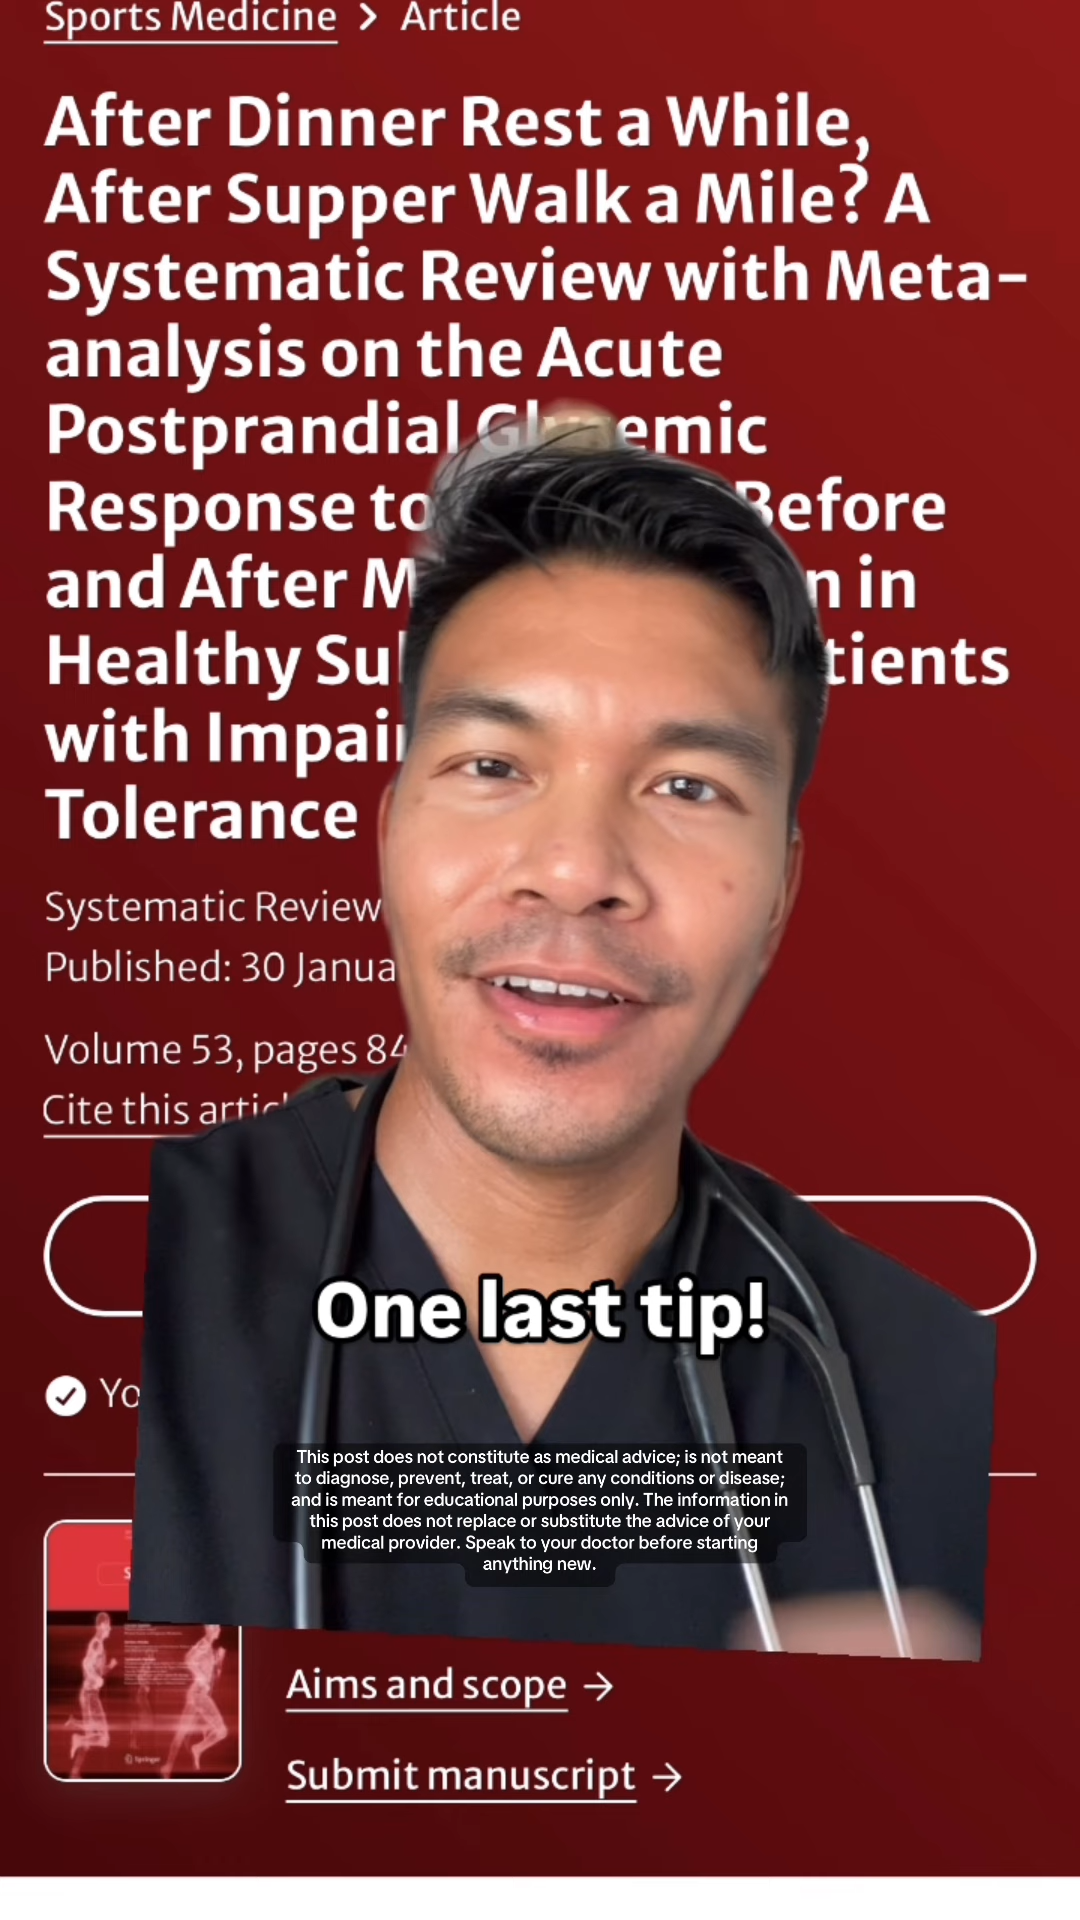 Sports Medicine > Article
After Dinner Rest a While,
After Supper Walk a Mile? A
Systematic Review with Meta-
analysis on the Acute
Postprandial Glycemic
Response to Before
and After M n in
Healthy Su tients
with Impai
Tolerance
Systematic Review
Published: 30 Janua
Volume 53, pages 84
Cite this artic
One last tip!
Yo
This post does not constitute as medical advice; is not meant
to diagnose, prevent, treat, or cure any conditions or disease;
and is meant for educational purposes only. The information in
this post does not replace or substitute the advice of your
medical provider. Speak to your doctor before starting
anything new.
Springer
Aims and scope →
Submit manuscript →